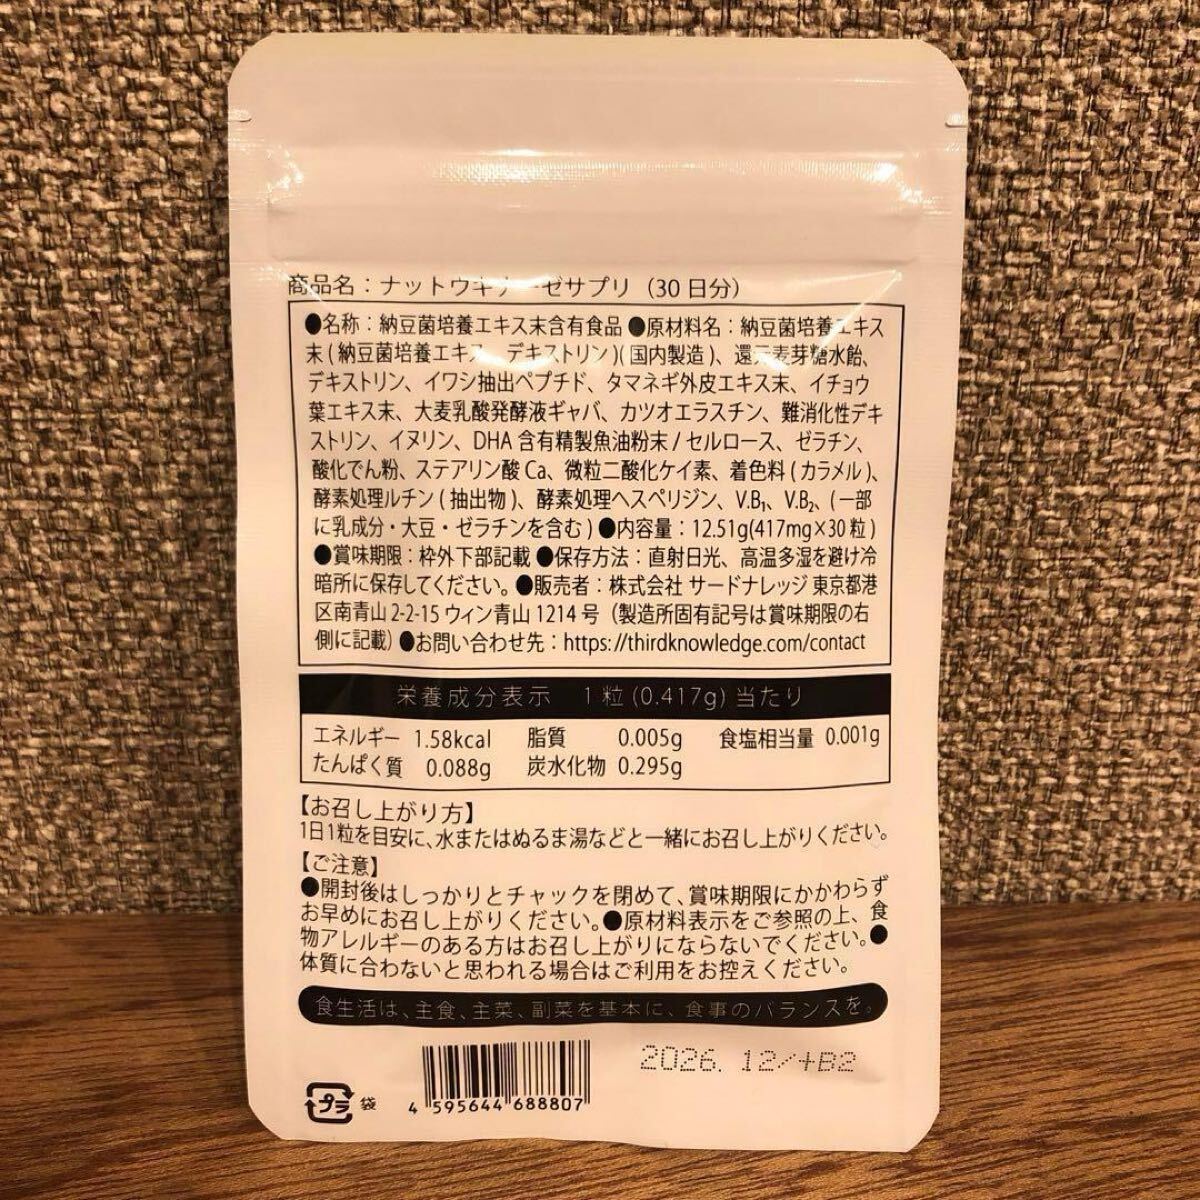 商品名：ナットウキナーゼサプリ（30日分）
●名称：納豆菌培養エキス末含有食品 ●原材料名：納豆菌培養エキス
末(納豆菌培養エキス、デキストリン)(国内製造)、還元麦芽糖水飴、
デキストリン、イワシ抽出ペプチド、タマネギ外皮エキス末、イチョウ
葉エキス末、大麦乳酸発酵液ギャバ、カツオエラスチン、難消化性デキ
ストリン、イヌリン、DHA含有精製魚油粉末/セルロース、ゼラチン、
酸化でん粉、ステアリン酸Ca、微粒二酸化ケイ素、着色料(カラメル)、
酵素処理ルチン(抽出物)、酵素処理ヘスペリジン、V.B₁、V.B₂、(一部
に乳成分・大豆・ゼラチンを含む) ●内容量：12.51g(417mg×30粒)
●賞味期限：枠外下部記載 ●保存方法：直射日光、高温多湿を避け冷
暗所に保存してください。●販売者：株式会社 サードナレッジ 東京都港
区南青山2-2-15 ウィン青山1214号（製造所固有記号は賞味期限の右
側に記載）●お問い合わせ先：https://thirdknowledge.com/contact
栄養成分表示 1粒(0.417g)当たり
エネルギー 1.58kcal 脂質 0.005g 食塩相当量 0.001g
たんぱく質 0.088g 炭水化物 0.295g
【お召し上がり方】
1日1粒を目安に、水またはぬるま湯などと一緒にお召し上がりください。
【ご注意】
●開封後はしっかりとチャックを閉めて、賞味期限にかかわらず
お早めにお召し上がりください。●原材料表示をご参照の上、食
物アレルギーのある方はお召し上がりにならないでください。●
体質に合わないと思われる場合はご利用をお控えください。
食生活は、主食、主菜、副菜を基本に、食事のバランスを。
2026. 12/+B2
プラ 袋
4 595644 688807